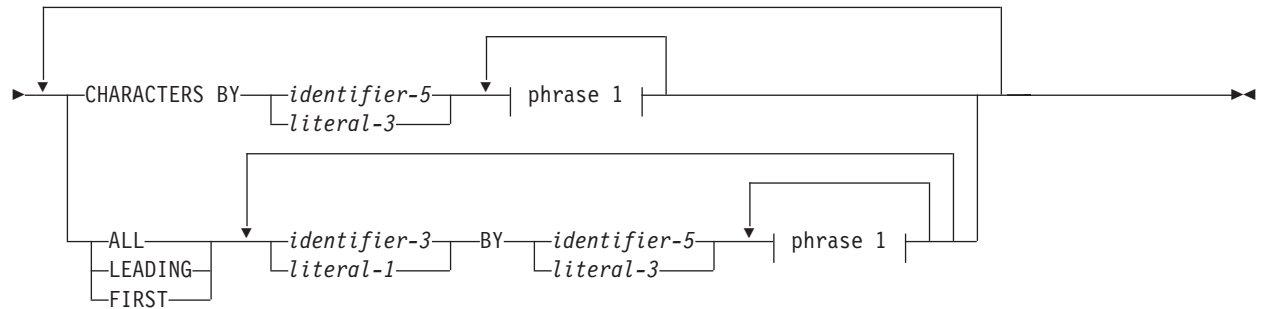 CHARACTERS BY identifier-5 phrase 1
literal-3
ALL identifier-3 BY identifier-5 phrase 1
LEADING literal-1 literal-3
FIRST